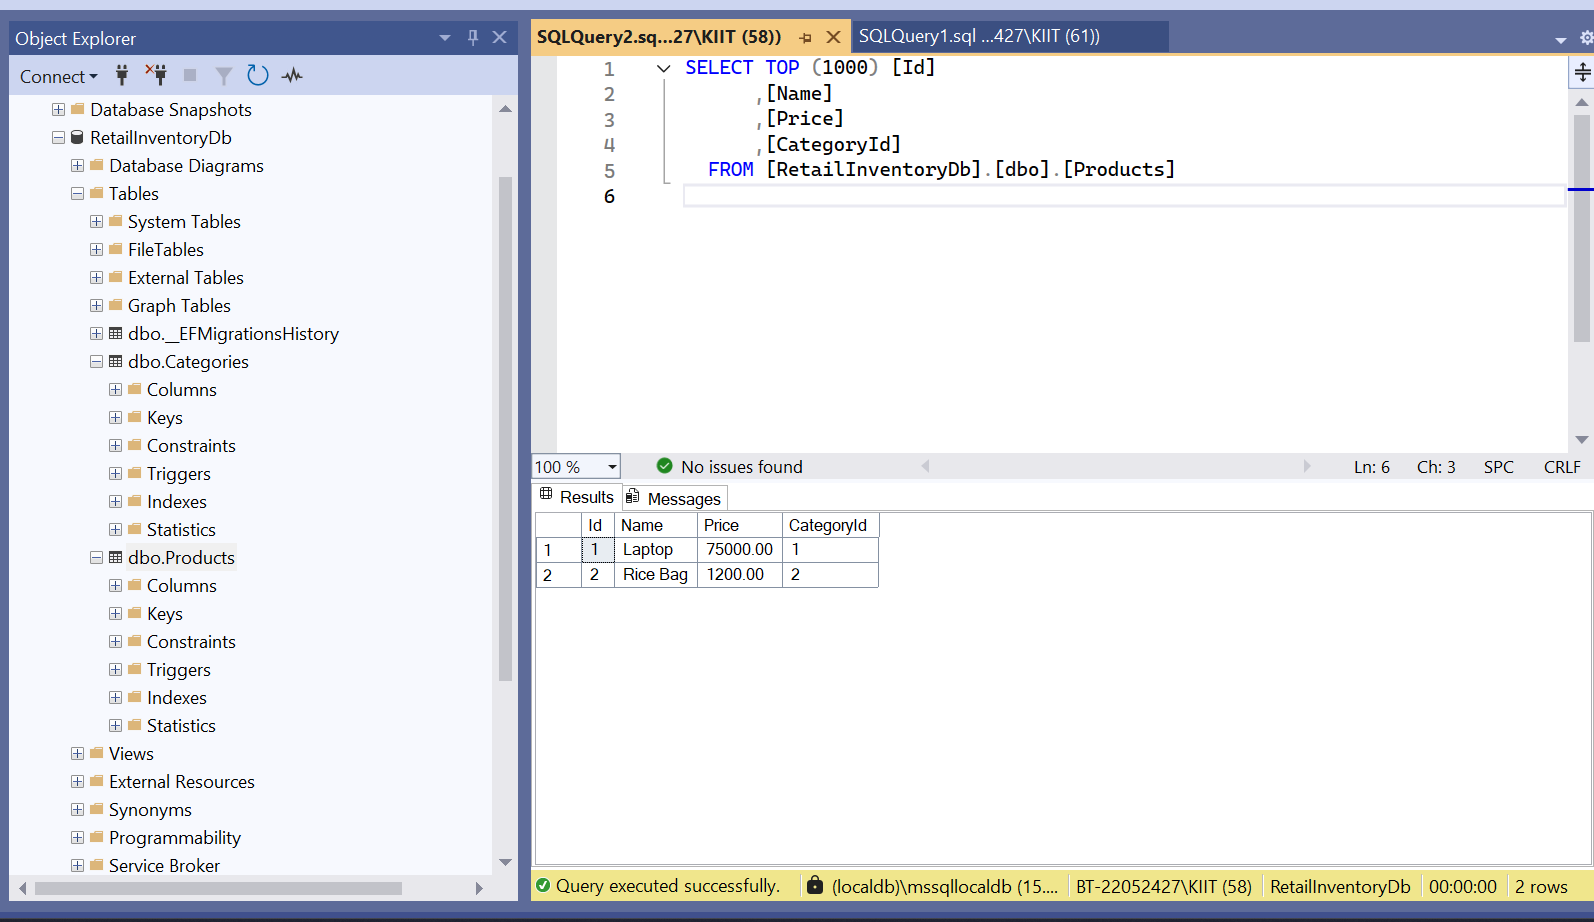 Object Explorer
Connect
Database Snapshots
RetailInventoryDb
Database Diagrams
Tables
System Tables
FileTables
External Tables
Graph Tables
dbo.__EFMigrationsHistory
dbo.Categories
Columns
Keys
Constraints
Triggers
Indexes
Statistics
dbo.Products
Columns
Keys
Constraints
Triggers
Indexes
Statistics
Views
External Resources
Synonyms
Programmability
Service Broker
SQLQuery2.sq...27\KIIT (58)) SQLQuery1.sql ...427\KIIT (61))
1 SELECT TOP (1000) [Id]
2 ,[Name]
3 ,[Price]
4 ,[CategoryId]
5 FROM [RetailInventoryDb].[dbo].[Products]
6
100 % No issues found Ln: 6 Ch: 3 SPC CRLF
Results Messages
Id Name Price CategoryId
1 1 Laptop 75000.00 1
2 2 Rice Bag 1200.00 2
Query executed successfully. (localdb)\mssqllocaldb (15.... BT-22052427\KIIT (58) RetailInventoryDb 00:00:00 2 rows